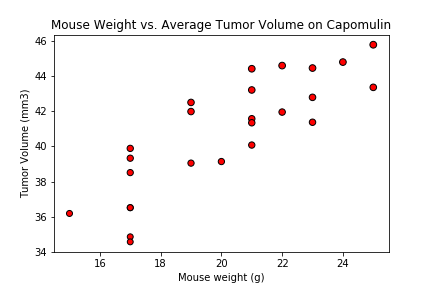 Mouse Weight vs. Average Tumor Volume on Capomulin
46
44
42
40
38
36
34
Tumor Volume (mm3)
16 18 20 22 24
Mouse weight (g)